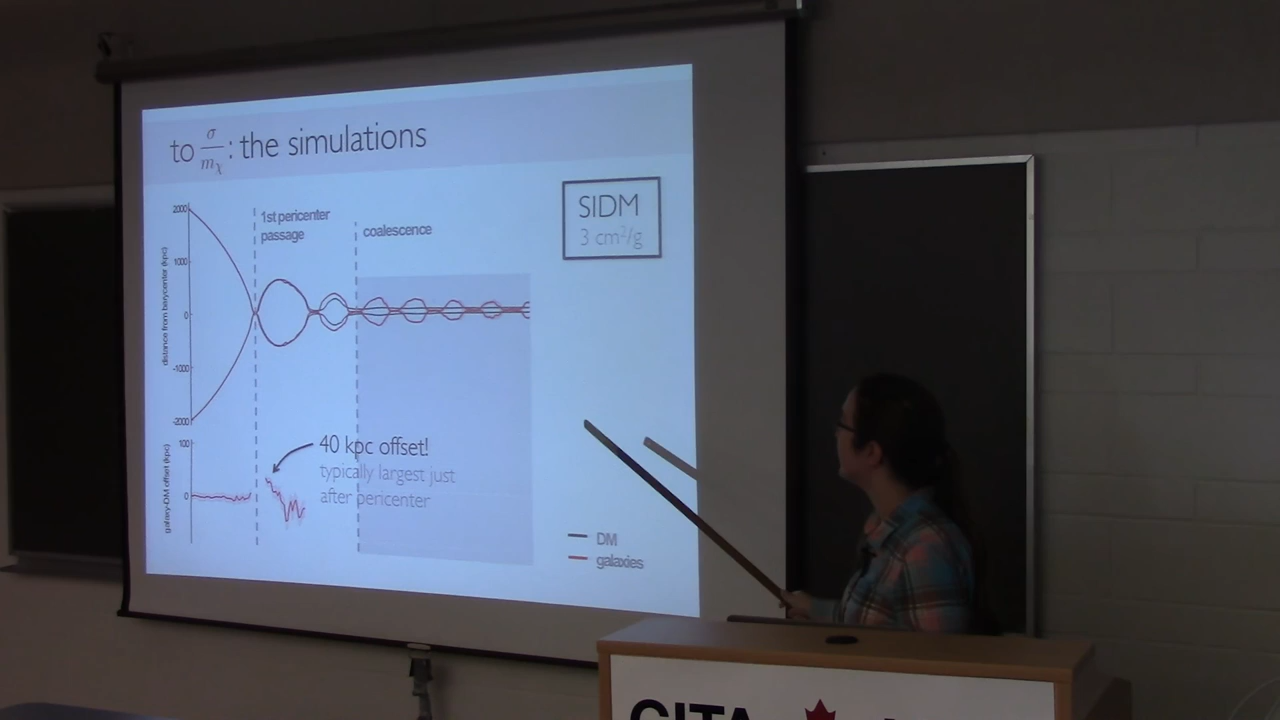 to σ/mχ : the simulations
SIDM
3 cm²/g
1st pericenter
passage
coalescence
2000
1000
0
-1000
-2000
distance from barycenter (kpc)
100
0
galaxy-DM offset (kpc)
40 kpc offset!
typically largest just
after pericenter
DM
galaxies
CITA